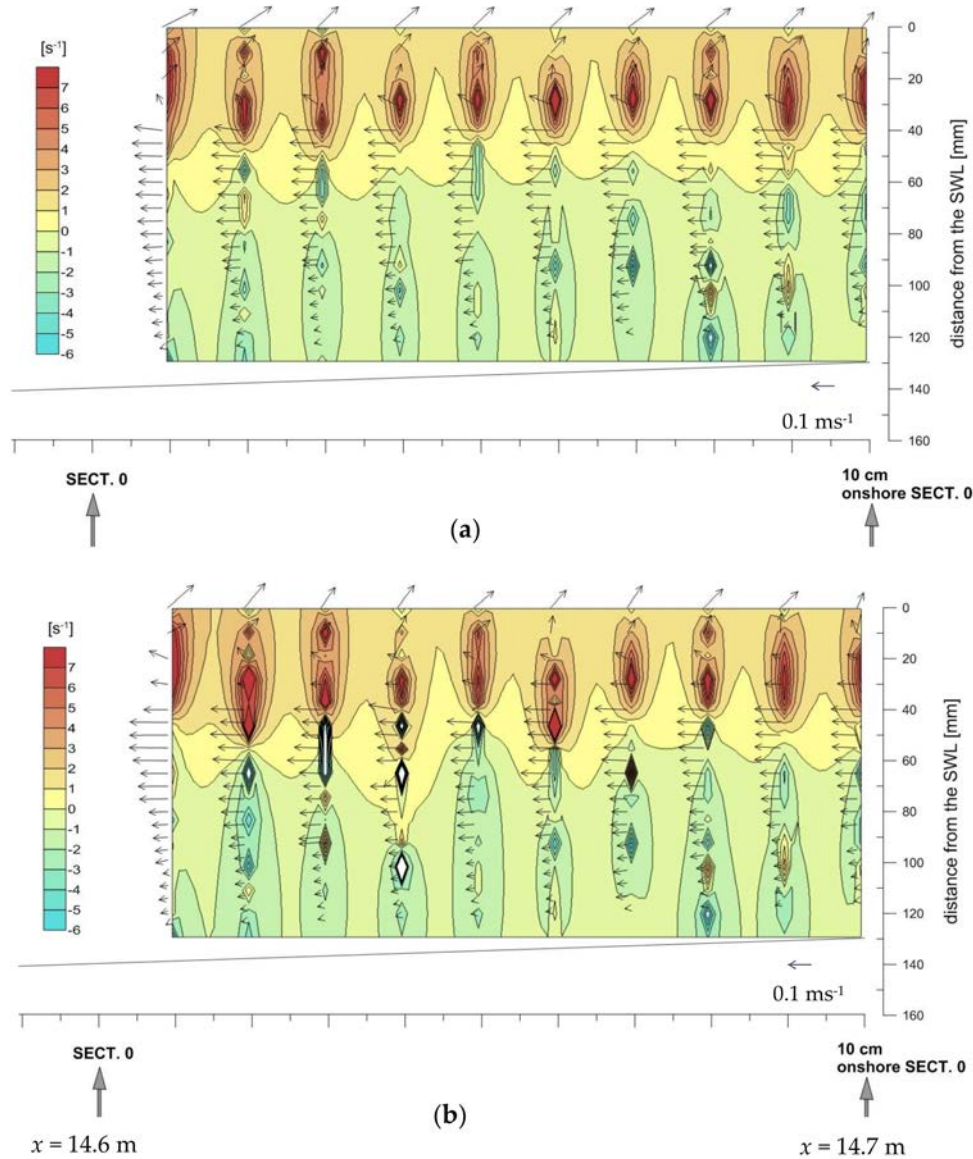 [s⁻¹]
7
6
5
4
3
2
1
0
-1
-2
-3
-4
-5
-6
0
20
40
60
80
100
120
140
160
distance from the SWL [mm]
0.1 ms⁻¹
SECT. 0
10 cm
onshore SECT. 0
(a)
[s⁻¹]
7
6
5
4
3
2
1
0
-1
-2
-3
-4
-5
-6
0
20
40
60
80
100
120
140
160
distance from the SWL [mm]
0.1 ms⁻¹
SECT. 0
10 cm
onshore SECT. 0
(b)
x = 14.6 m
x = 14.7 m